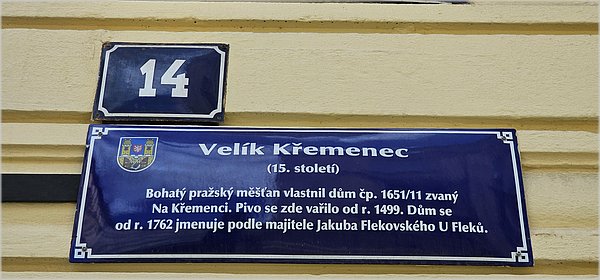 14
Velík Křemenec
(15. století)
Bohatý pražský měšťan vlastnil dům čp. 1651/11 zvaný
Na Křemenci. Pivo se zde vařilo od r. 1499. Dům se
od r. 1762 jmenuje podle majitele Jakuba Flekovského U Fleků.